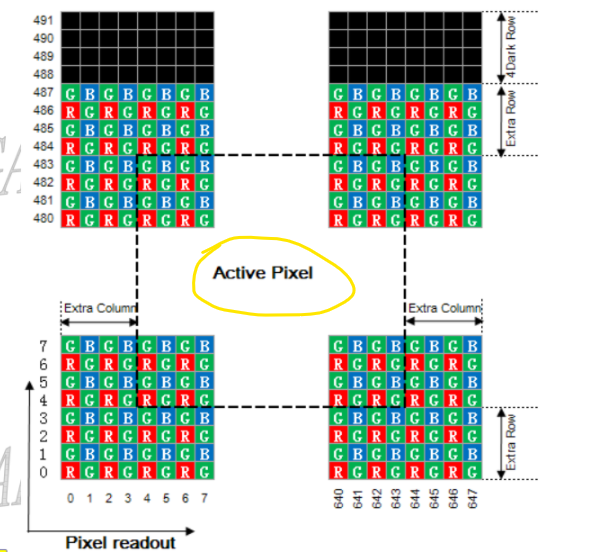 491
490
489
488
4Dark Row
487 G B G B G B G B G B G B G B G B
486 R G R G R G R G R G R G R G R G
485 G B G B G B G B G B G B G B G B
484 R G R G R G R G R G R G R G R G
Extra Row
483 G B G B G B G B G B G B G B G B
482 R G R G R G R G R G R G R G R G
481 G B G B G B G B G B G B G B G B
480 R G R G R G R G R G R G R G R G
Active Pixel
Extra Column
Extra Column
7 G B G B G B G B G B G B G B G B
6 R G R G R G R G R G R G R G R G
5 G B G B G B G B G B G B G B G B
4 R G R G R G R G R G R G R G R G
3 G B G B G B G B G B G B G B G B
2 R G R G R G R G R G R G R G R G
1 G B G B G B G B G B G B G B G B
0 R G R G R G R G R G R G R G R G
Extra Row
0 1 2 3 4 5 6 7 640 641 642 643 644 645 646 647
Pixel readout